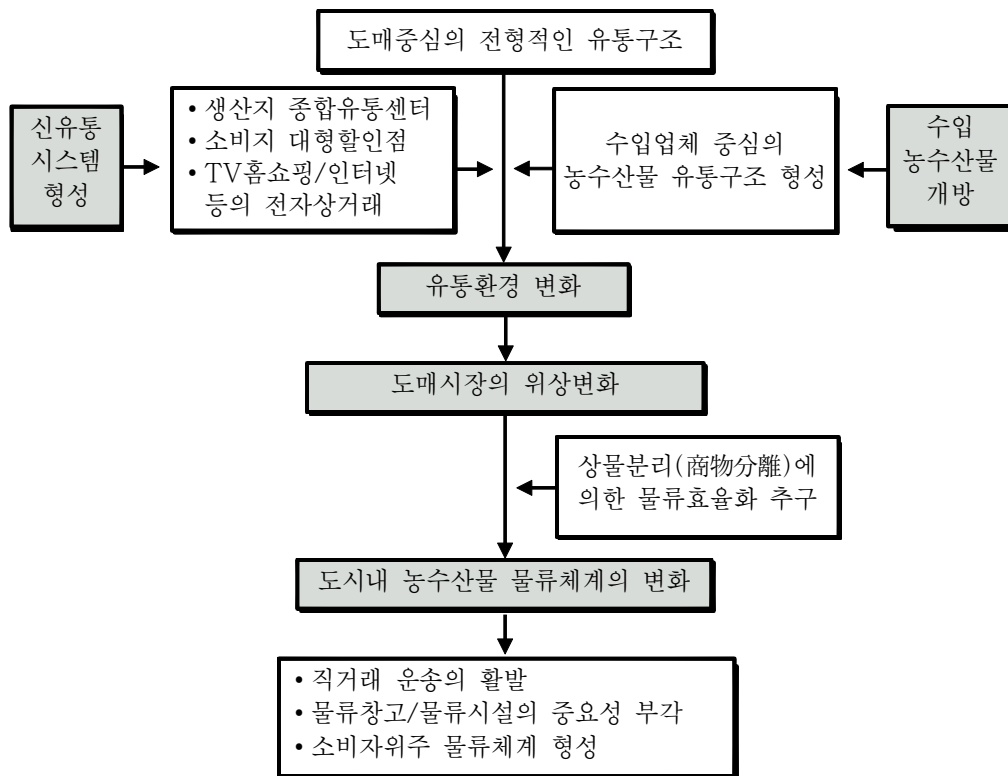 도매중심의 전형적인 유통구조
신유통
시스템
형성
• 생산지 종합유통센터
• 소비지 대형할인점
• TV홈쇼핑/인터넷
등의 전자상거래
수입업체 중심의
농수산물 유통구조 형성
수입
농수산물
개방
유통환경 변화
도매시장의 위상변화
상물분리(商物分離)에
의한 물류효율화 추구
도시내 농수산물 물류체계의 변화
• 직거래 운송의 활발
• 물류창고/물류시설의 중요성 부각
• 소비자위주 물류체계 형성